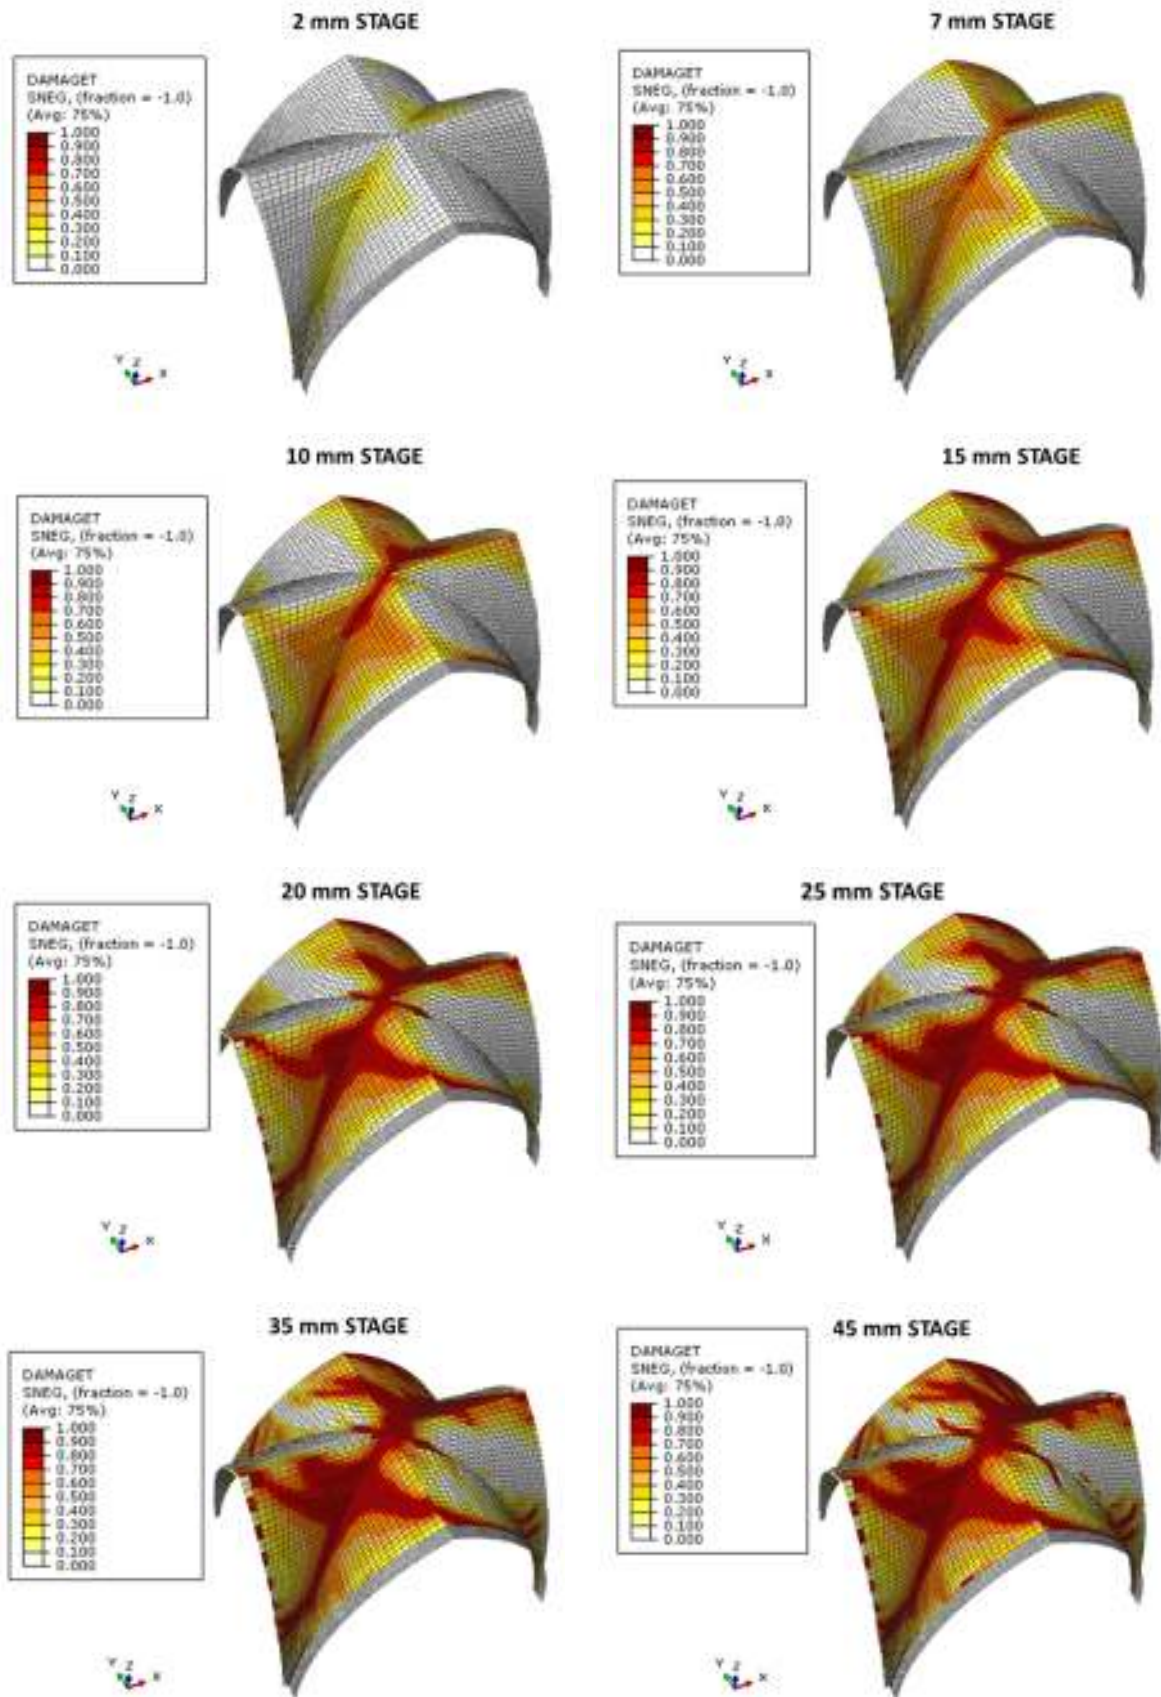 2 mm STAGE
DAMAGET
SNEG, (fraction = -1.0)
(Avg: 75%)
1.000
0.900
0.800
0.700
0.600
0.500
0.400
0.300
0.200
0.100
0.000
Y Z X
7 mm STAGE
DAMAGET
SNEG, (fraction = -1.0)
(Avg: 75%)
1.000
0.900
0.800
0.700
0.600
0.500
0.400
0.300
0.200
0.100
0.000
Y Z X
10 mm STAGE
DAMAGET
SNEG, (fraction = -1.0)
(Avg: 75%)
1.000
0.900
0.800
0.700
0.600
0.500
0.400
0.300
0.200
0.100
0.000
Y Z X
15 mm STAGE
DAMAGET
SNEG, (fraction = -1.0)
(Avg: 75%)
1.000
0.900
0.800
0.700
0.600
0.500
0.400
0.300
0.200
0.100
0.000
Y Z X
20 mm STAGE
DAMAGET
SNEG, (fraction = -1.0)
(Avg: 75%)
1.000
0.900
0.800
0.700
0.600
0.500
0.400
0.300
0.200
0.100
0.000
Y Z X
25 mm STAGE
DAMAGET
SNEG, (fraction = -1.0)
(Avg: 75%)
1.000
0.900
0.800
0.700
0.600
0.500
0.400
0.300
0.200
0.100
0.000
Y Z X
35 mm STAGE
DAMAGET
SNEG, (fraction = -1.0)
(Avg: 75%)
1.000
0.900
0.800
0.700
0.600
0.500
0.400
0.300
0.200
0.100
0.000
Y Z X
45 mm STAGE
DAMAGET
SNEG, (fraction = -1.0)
(Avg: 75%)
1.000
0.900
0.800
0.700
0.600
0.500
0.400
0.300
0.200
0.100
0.000
Y Z X